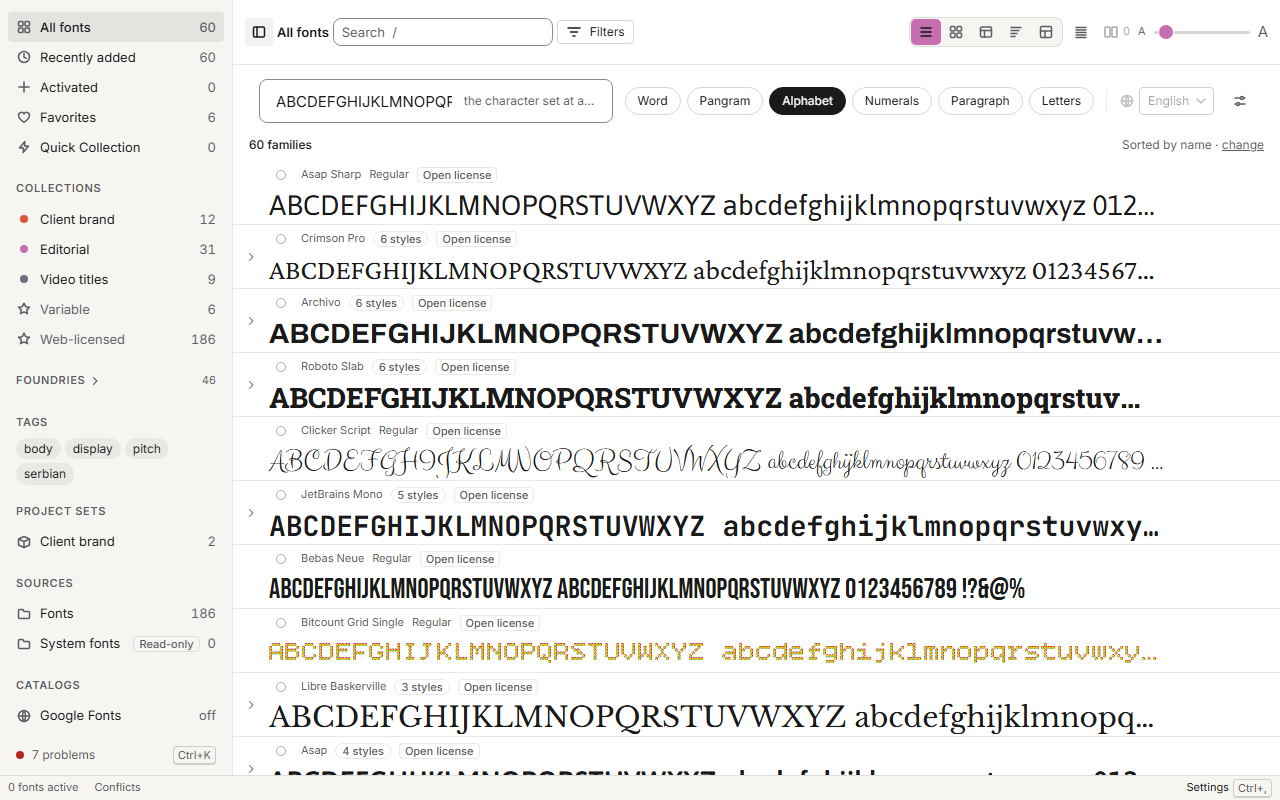 All fonts 60
Recently added 60
Activated 0
Favorites 6
Quick Collection 0
COLLECTIONS
Client brand 12
Editorial 31
Video titles 9
Variable 6
Web-licensed 186
FOUNDRIES 46
TAGS
body display pitch
serbian
PROJECT SETS
Client brand 2
SOURCES
Fonts 186
System fonts Read-only 0
CATALOGS
Google Fonts off
7 problems Ctrl+K
All fonts Search / Filters 0 A A
ABCDEFGHIJKLMNOPQR the character set at a... Word Pangram Alphabet Numerals Paragraph Letters English
60 families Sorted by name · change
Asap Sharp Regular Open license
ABCDEFGHIJKLMNOPQRSTUVWXYZ abcdefghijklmnopqrstuvwxyz 012...
Crimson Pro 6 styles Open license
ABCDEFGHIJKLMNOPQRSTUVWXYZ abcdefghijklmnopqrstuvwxyz 01234567...
Archivo 6 styles Open license
ABCDEFGHIJKLMNOPQRSTUVWXYZ abcdefghijklmnopqrstuvw...
Roboto Slab 6 styles Open license
ABCDEFGHIJKLMNOPQRSTUVWXYZ abcdefghijklmnopqrstuv...
Clicker Script Regular Open license
ABCDEFGHIJKLMNOPQRSTUVWXYZ abcdefghijklmnopqrstuvwxyz 0123456789 ...
JetBrains Mono 5 styles Open license
ABCDEFGHIJKLMNOPQRSTUVWXYZ abcdefghijklmnopqrstuvwxy...
Bebas Neue Regular Open license
ABCDEFGHIJKLMNOPQRSTUVWXYZ ABCDEFGHIJKLMNOPQRSTUVWXYZ 0123456789 !?&@%
Bitcount Grid Single Regular Open license
ABCDEFGHIJKLMNOPQRSTUVWXYZ abcdefghijklmnopqrstuvwxy...
Libre Baskerville 3 styles Open license
ABCDEFGHIJKLMNOPQRSTUVWXYZ abcdefghijklmnopq...
Asap 4 styles Open license
0 fonts active Conflicts Settings Ctrl+,